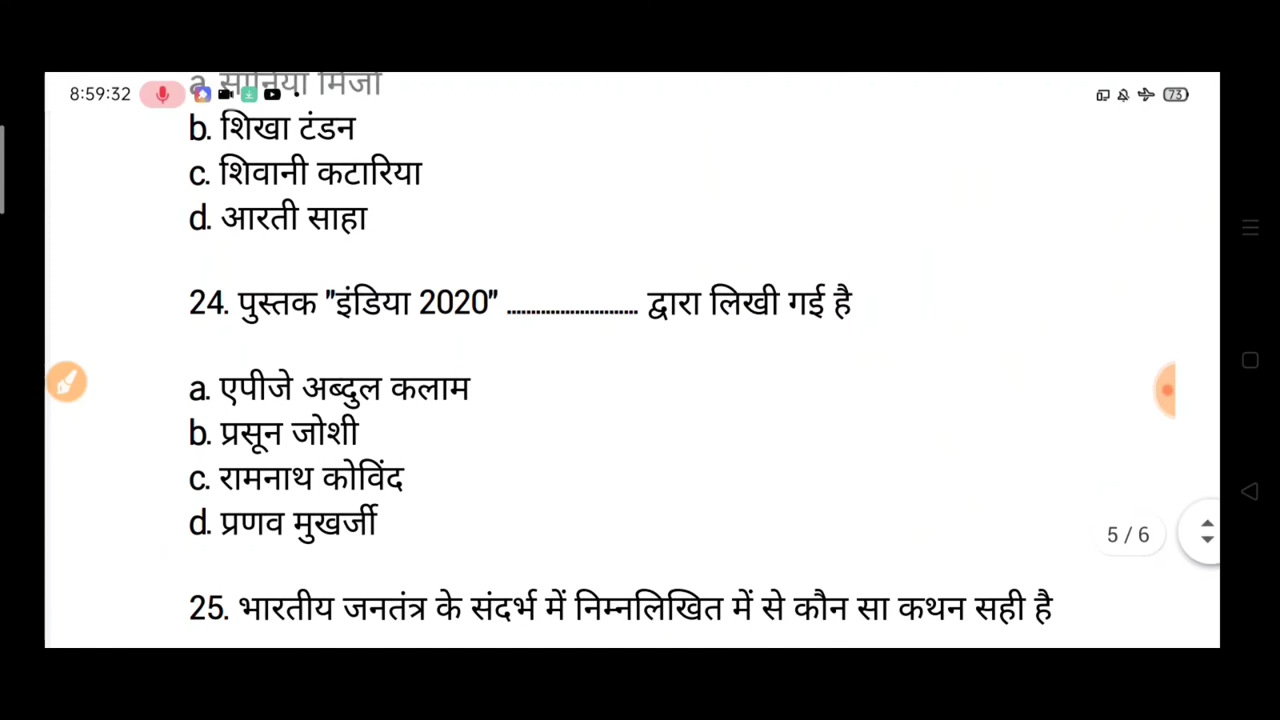 8:59:32
73
a. सानिया मिर्जा
b. शिखा टंडन
c. शिवानी कटारिया
d. आरती साहा
24. पुस्तक "इंडिया 2020" ........................... द्वारा लिखी गई है
a. एपीजे अब्दुल कलाम
b. प्रसून जोशी
c. रामनाथ कोविंद
d. प्रणव मुखर्जी
5 / 6
25. भारतीय जनतंत्र के संदर्भ में निम्नलिखित में से कौन सा कथन सही है